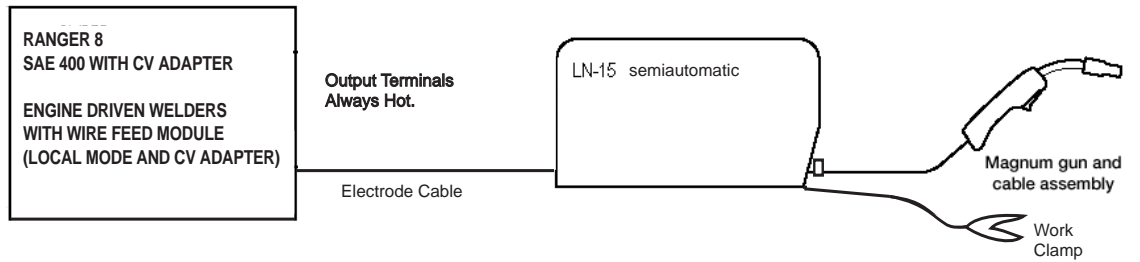 RANGER 8
SAE 400 WITH CV ADAPTER
ENGINE DRIVEN WELDERS
WITH WIRE FEED MODULE
(LOCAL MODE AND CV ADAPTER)
Output Terminals
Always Hot.
Electrode Cable
LN-15 semiautomatic
Magnum gun and
cable assembly
Work
Clamp